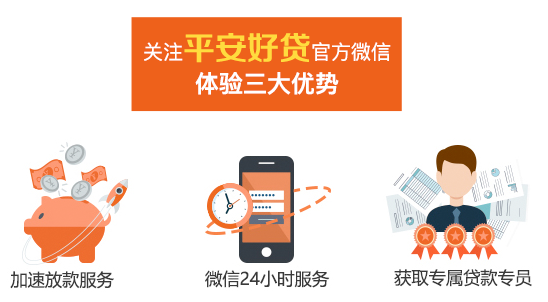 关注平安好贷官方微信
体验三大优势
加速放款服务
微信24小时服务
获取专属贷款专员